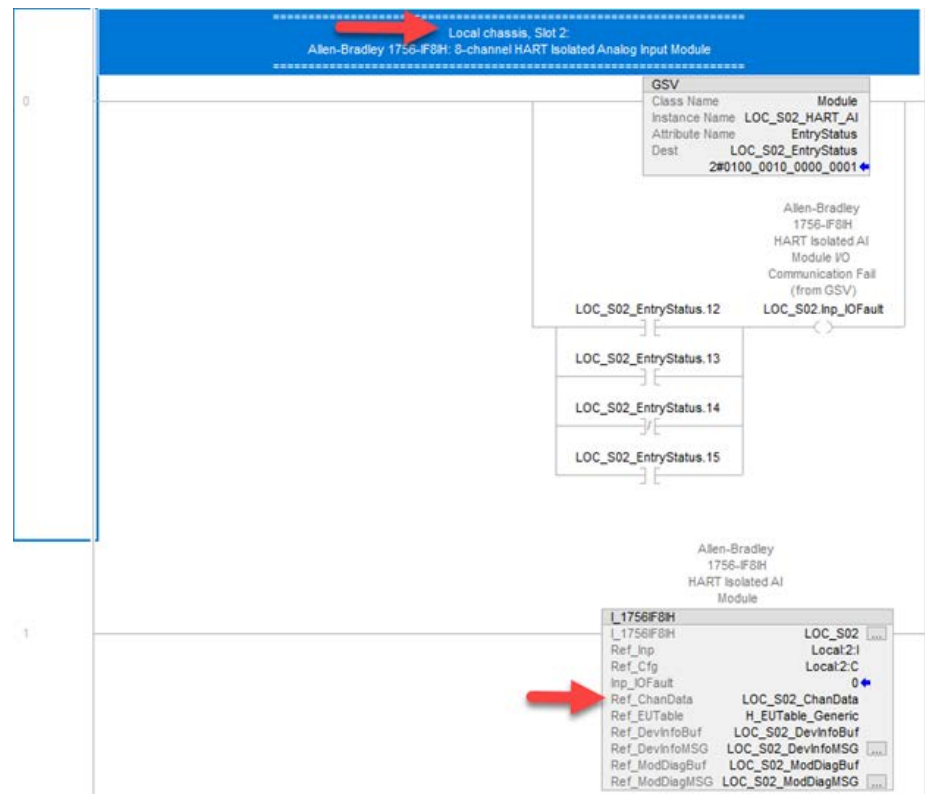 ==================================================================
Local chassis, Slot 2:
Allen-Bradley 1756-IF8IH: 8-channel HART Isolated Analog Input Module
==================================================================
0
GSV
Class Name Module
Instance Name LOC_S02_HART_AI
Attribute Name EntryStatus
Dest LOC_S02_EntryStatus
2#0100_0010_0000_0001
Allen-Bradley
1756-IF8IH
HART Isolated AI
Module I/O
Communication Fail
(from GSV)
LOC_S02_EntryStatus.12 LOC_S02.Inp_IOFault
LOC_S02_EntryStatus.13
LOC_S02_EntryStatus.14
LOC_S02_EntryStatus.15
Allen-Bradley
1756-IF8IH
HART Isolated AI
Module
1
I_1756IF8IH
I_1756IF8IH LOC_S02 ...
Ref_Inp Local:2:I
Ref_Cfg Local:2:C
Inp_IOFault 0
Ref_ChanData LOC_S02_ChanData
Ref_EUTable H_EUTable_Generic
Ref_DevInfoBuf LOC_S02_DevInfoBuf
Ref_DevInfoMSG LOC_S02_DevInfoMSG ...
Ref_ModDiagBuf LOC_S02_ModDiagBuf
Ref_ModDiagMSG LOC_S02_ModDiagMSG ...